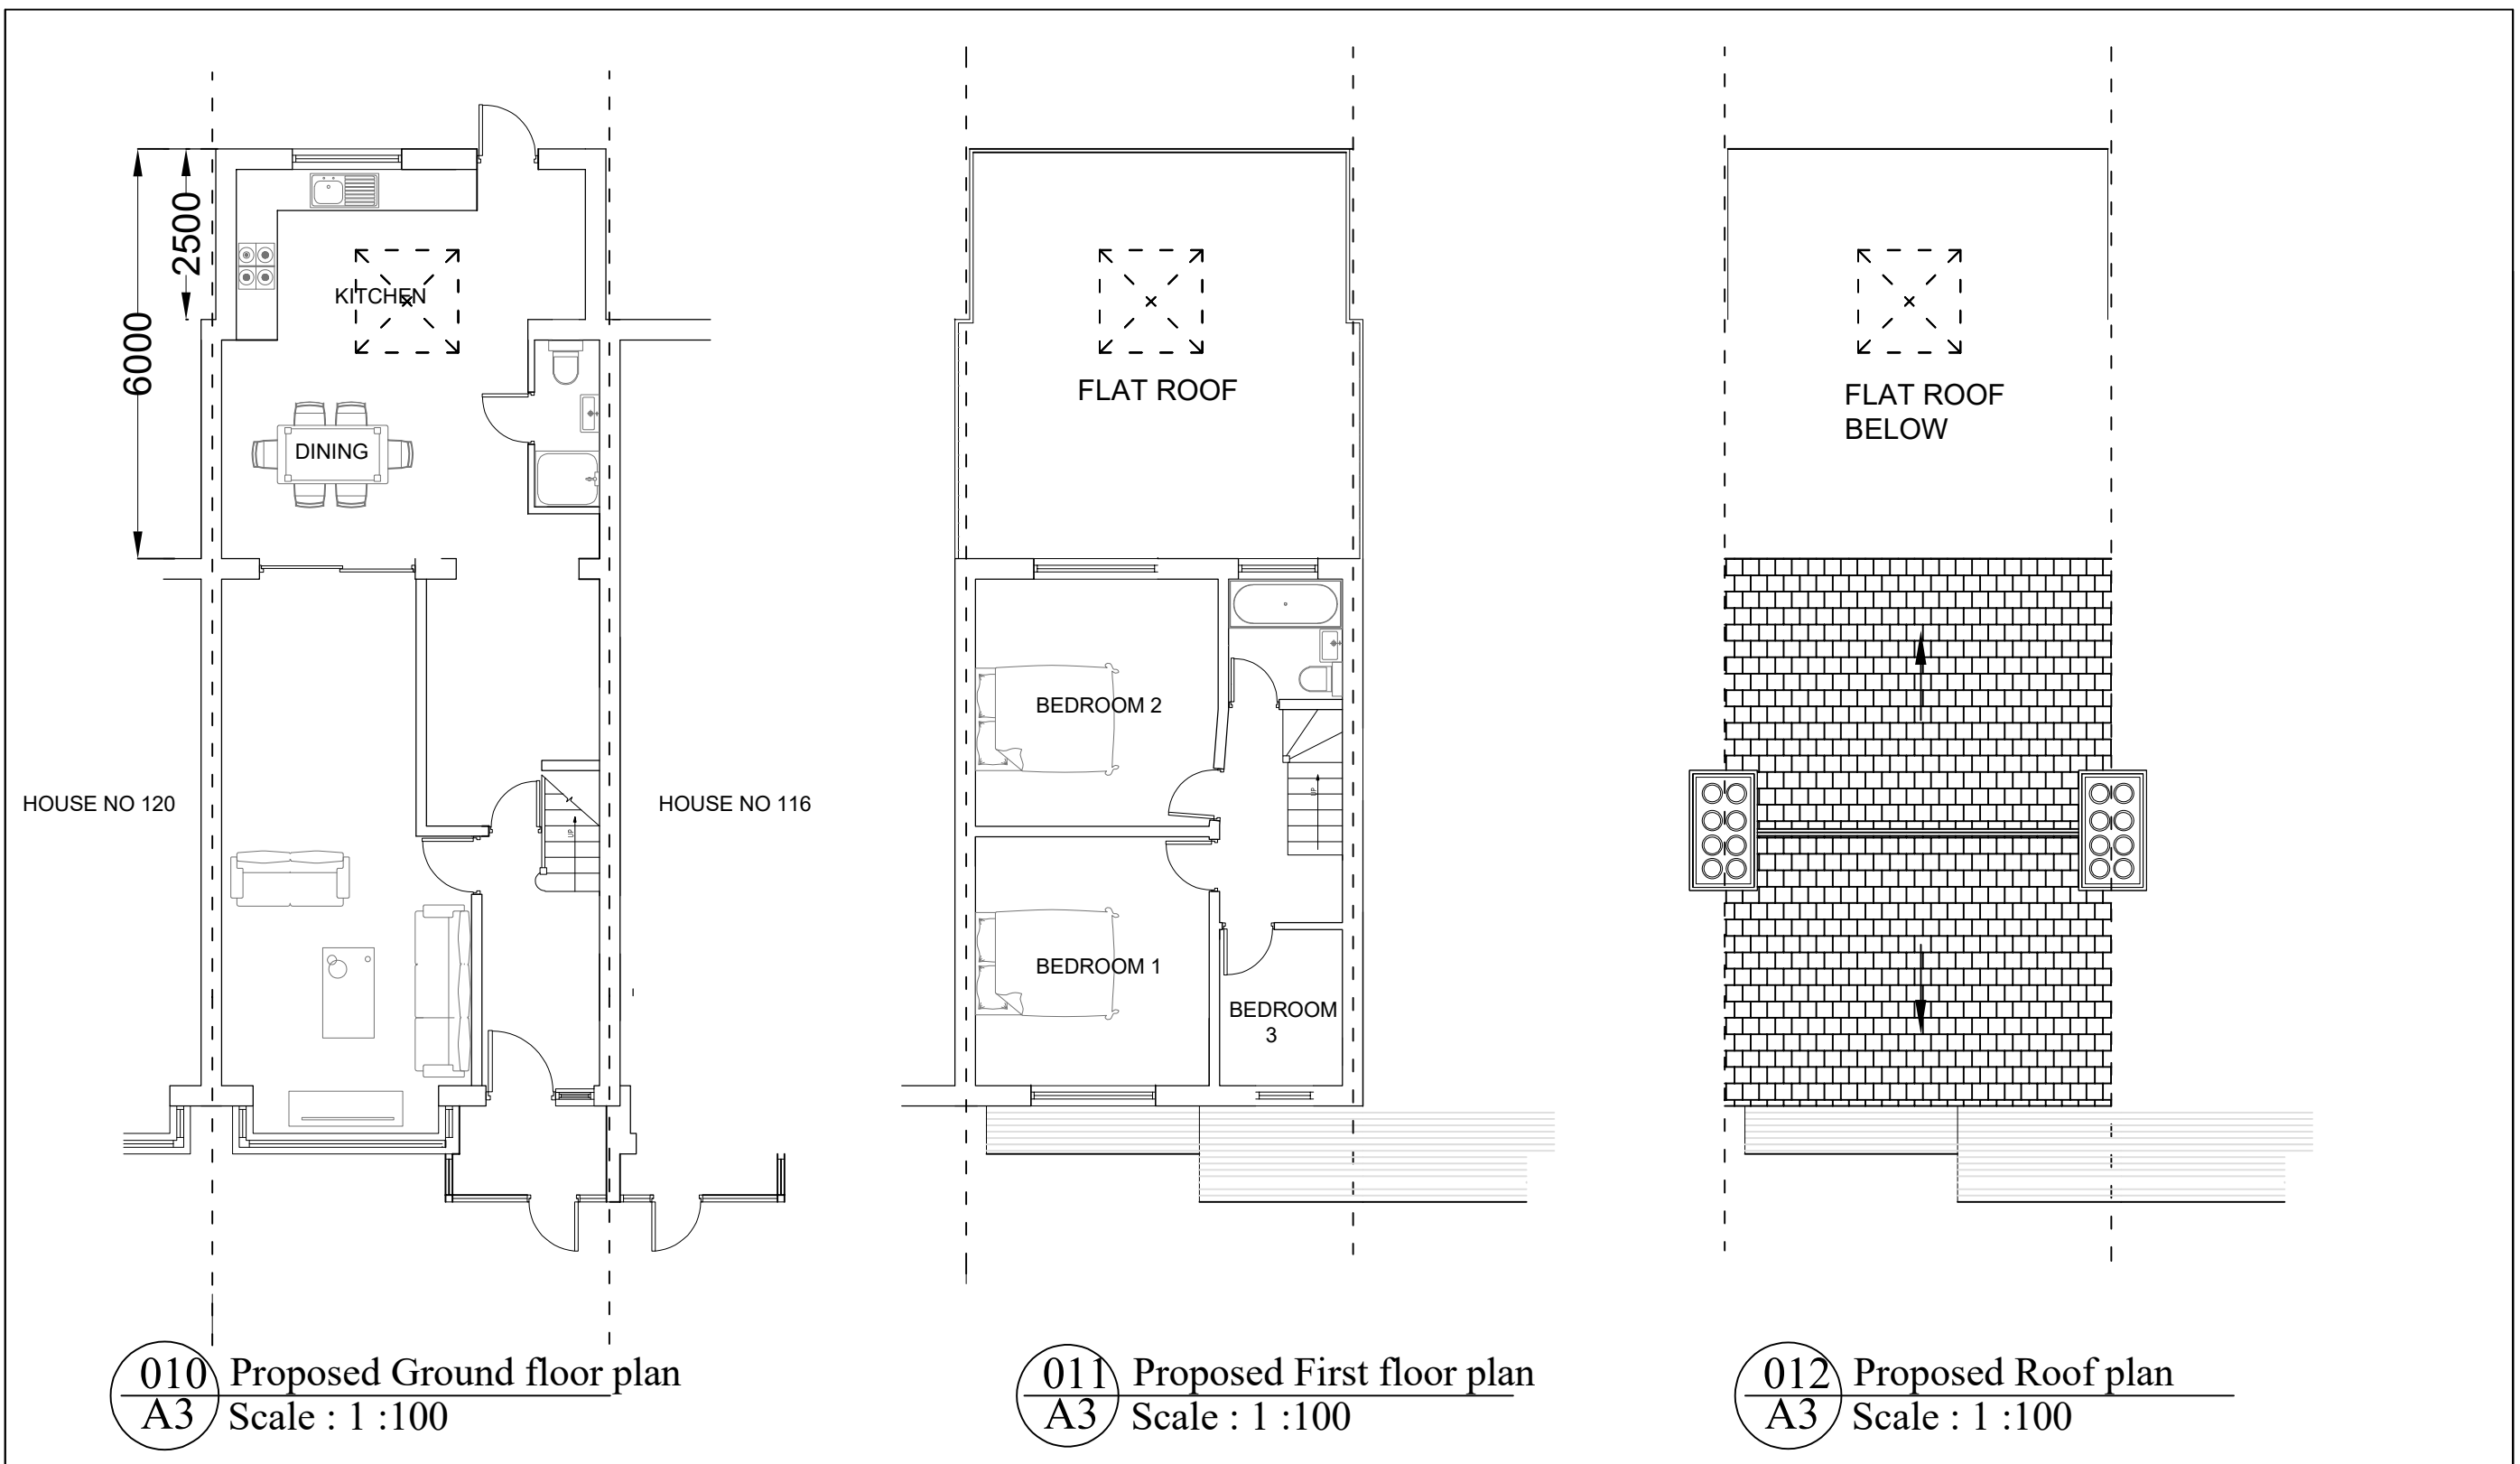 2500
6000
KITCHEN
DINING
HOUSE NO 120
HOUSE NO 116
UP
010
A3
Proposed Ground floor plan
Scale : 1 :100
FLAT ROOF
BEDROOM 2
UP
BEDROOM 1
BEDROOM
3
011
A3
Proposed First floor plan
Scale : 1 :100
FLAT ROOF
BELOW
012
A3
Proposed Roof plan
Scale : 1 :100